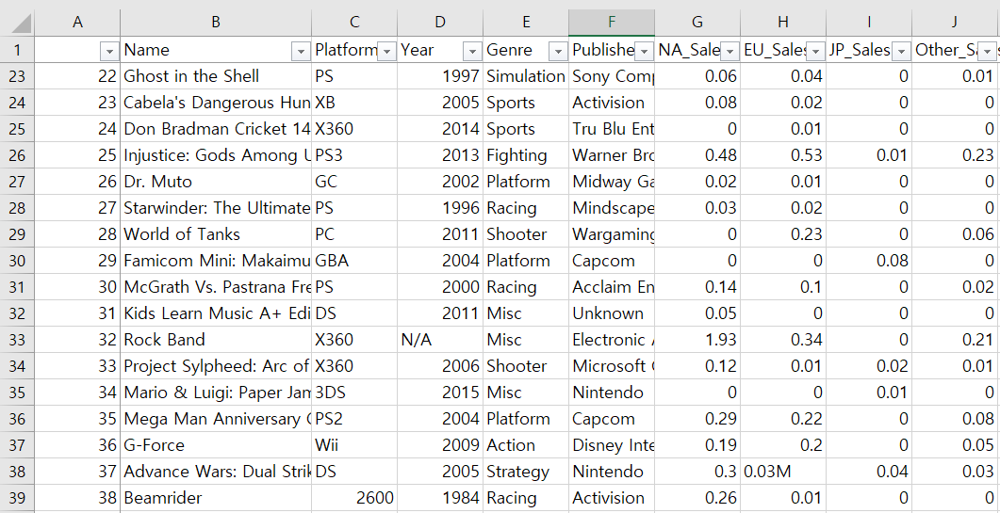 A B C D E F G H I J
1 Name Platform Year Genre Publishe NA_Sale EU_Sales JP_Sales Other_Sa
23 22 Ghost in the Shell PS 1997 Simulation Sony Comp 0.06 0.04 0 0.01
24 23 Cabela's Dangerous Hun XB 2005 Sports Activision 0.08 0.02 0 0
25 24 Don Bradman Cricket 14 X360 2014 Sports Tru Blu Ent 0 0.01 0 0
26 25 Injustice: Gods Among U PS3 2013 Fighting Warner Bro 0.48 0.53 0.01 0.23
27 26 Dr. Muto GC 2002 Platform Midway Ga 0.02 0.01 0 0
28 27 Starwinder: The Ultimate PS 1996 Racing Mindscape 0.03 0.02 0 0
29 28 World of Tanks PC 2011 Shooter Wargaming 0 0.23 0 0.06
30 29 Famicom Mini: Makaimu GBA 2004 Platform Capcom 0 0 0.08 0
31 30 McGrath Vs. Pastrana Fre PS 2000 Racing Acclaim En 0.14 0.1 0 0.02
32 31 Kids Learn Music A+ Edi DS 2011 Misc Unknown 0.05 0 0 0
33 32 Rock Band X360 N/A Misc Electronic A 1.93 0.34 0 0.21
34 33 Project Sylpheed: Arc of X360 2006 Shooter Microsoft 0.12 0.01 0.02 0.01
35 34 Mario & Luigi: Paper Jam 3DS 2015 Misc Nintendo 0 0 0.01 0
36 35 Mega Man Anniversary C PS2 2004 Platform Capcom 0.29 0.22 0 0.08
37 36 G-Force Wii 2009 Action Disney Inte 0.19 0.2 0 0.05
38 37 Advance Wars: Dual Strik DS 2005 Strategy Nintendo 0.3 0.03M 0.04 0.03
39 38 Beamrider 2600 1984 Racing Activision 0.26 0.01 0 0